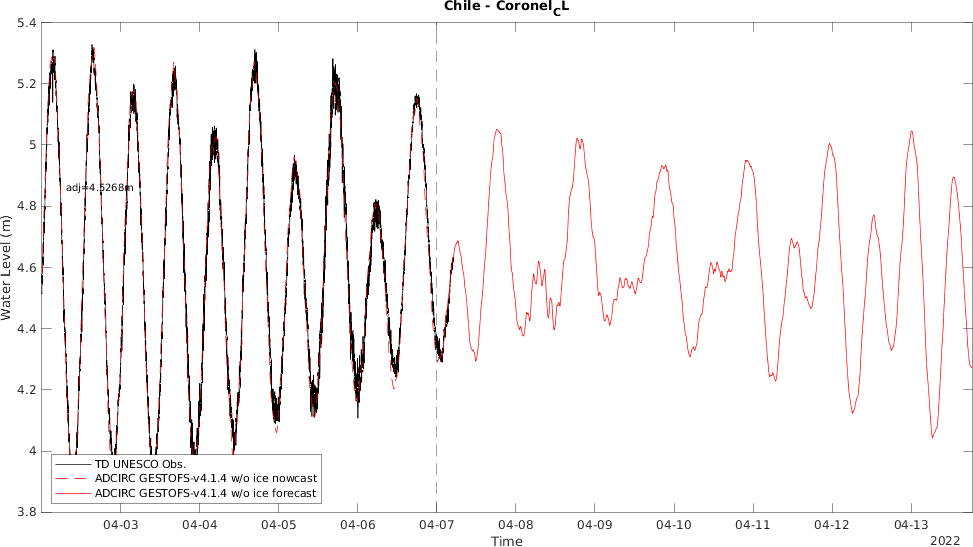 Chile - Coronel_CL
5.4
5.2
5
4.8
4.6
4.4
4.2
4
3.8
Water Level (m)
adj=4.5268m
TD UNESCO Obs.
ADCIRC GESTOFS-v4.1.4 w/o ice nowcast
ADCIRC GESTOFS-v4.1.4 w/o ice forecast
04-03 04-04 04-05 04-06 04-07 04-08 04-09 04-10 04-11 04-12 04-13
Time
2022